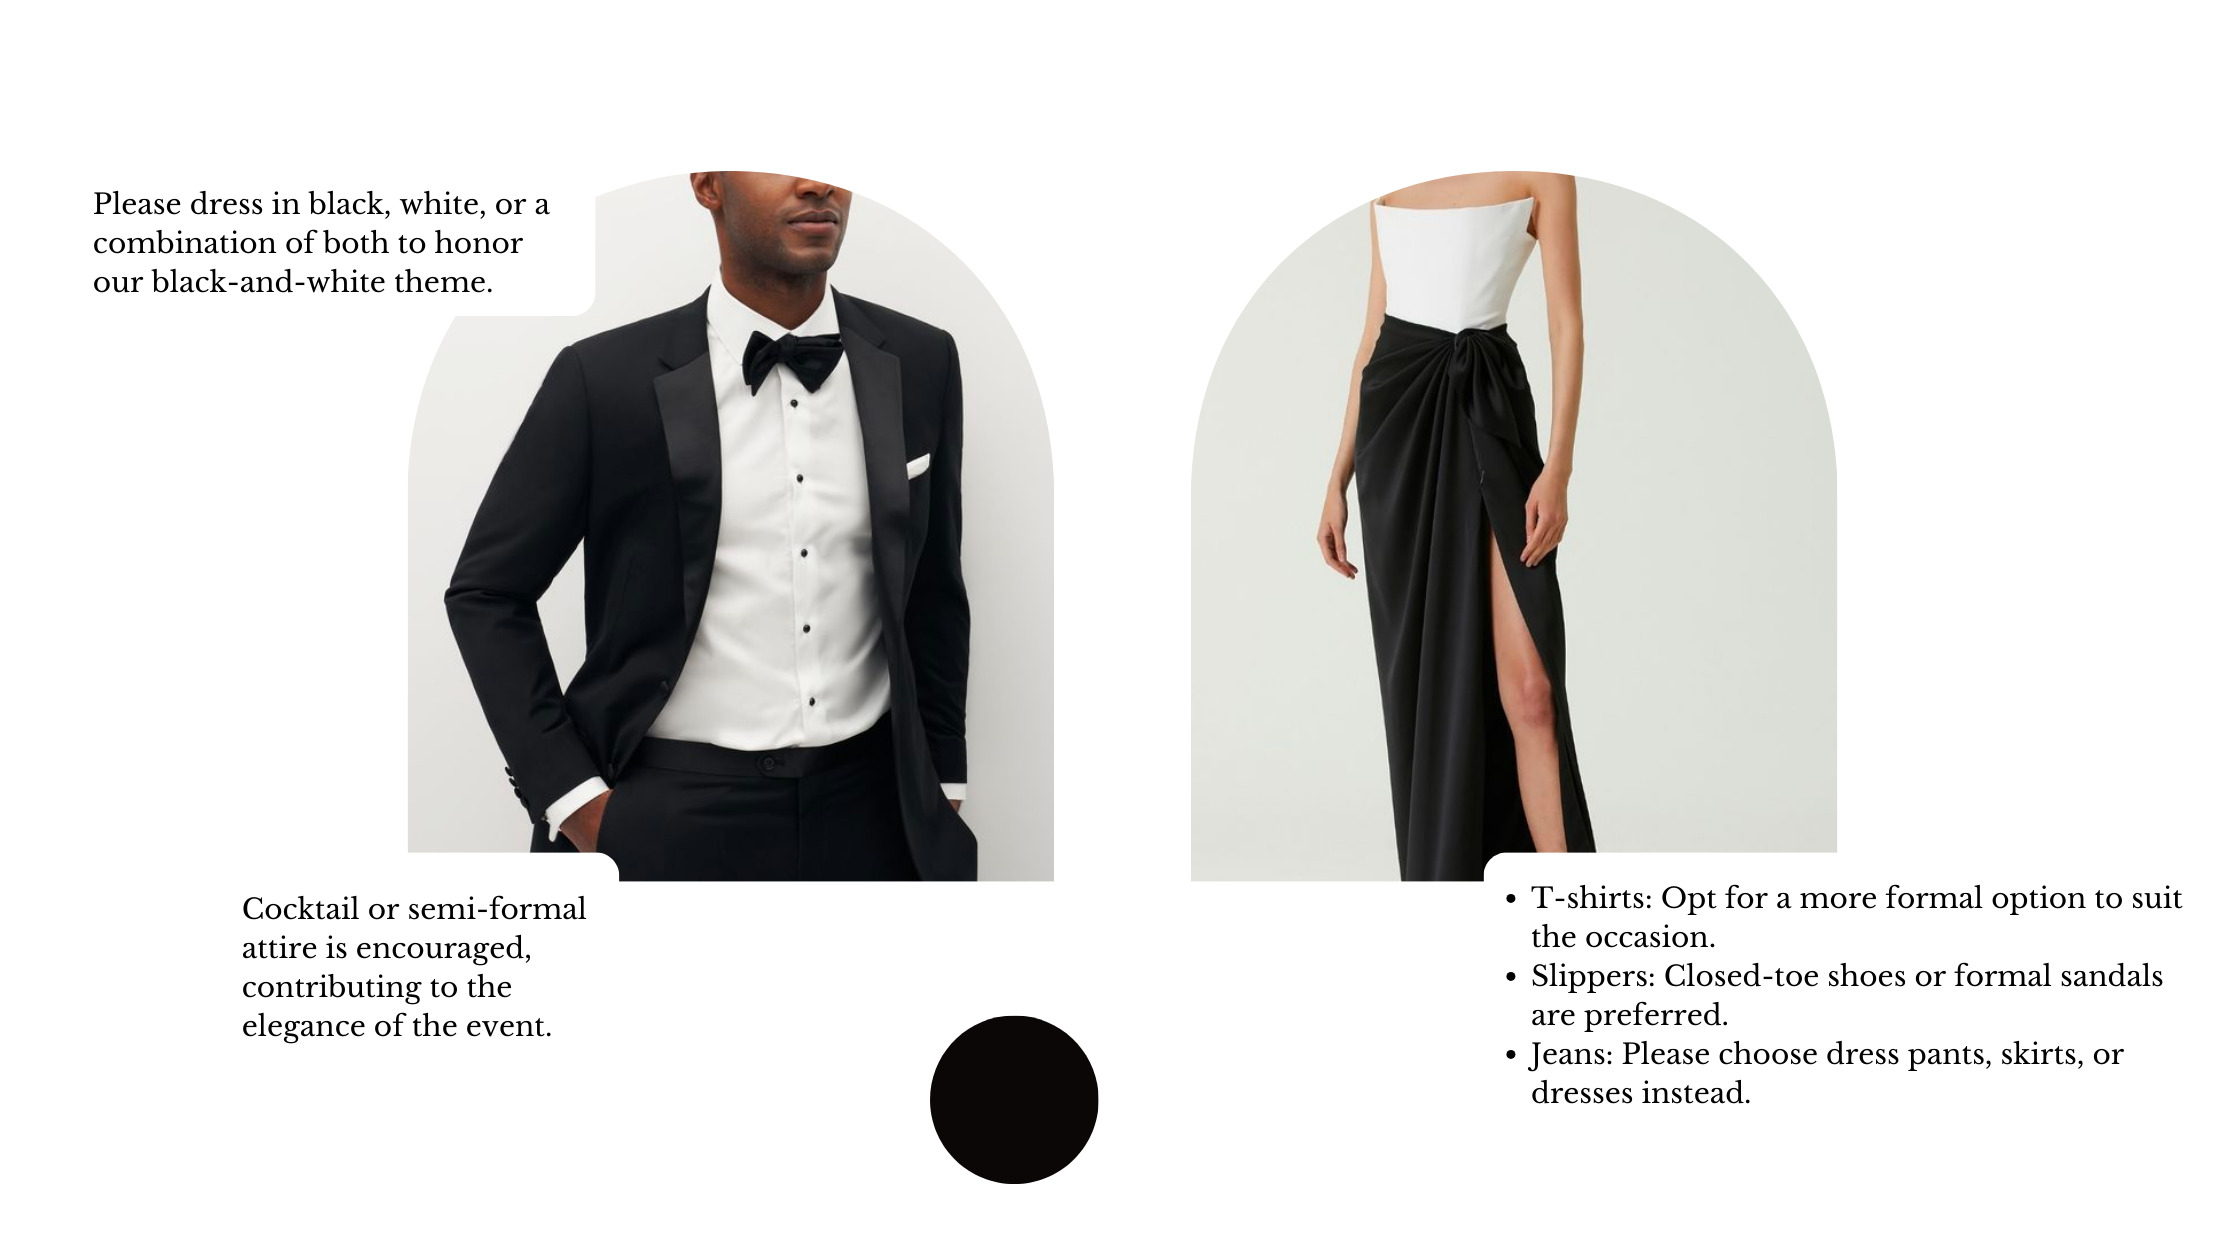 Please dress in black, white, or a
combination of both to honor
our black-and-white theme.
Cocktail or semi-formal
attire is encouraged,
contributing to the
elegance of the event.
• T-shirts: Opt for a more formal option to suit
the occasion.
• Slippers: Closed-toe shoes or formal sandals
are preferred.
• Jeans: Please choose dress pants, skirts, or
dresses instead.